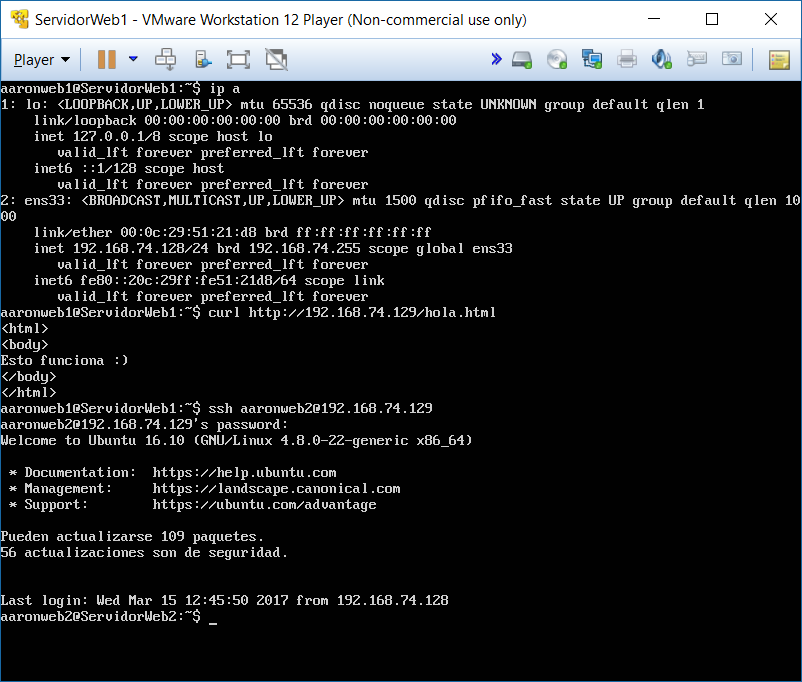 ServidorWeb1 - VMware Workstation 12 Player (Non-commercial use only)
Player
aaronweb1@ServidorWeb1:~$ ip a
1: lo: <LOOPBACK,UP,LOWER_UP> mtu 65536 qdisc noqueue state UNKNOWN group default qlen 1
    link/loopback 00:00:00:00:00:00 brd 00:00:00:00:00:00
    inet 127.0.0.1/8 scope host lo
       valid_lft forever preferred_lft forever
    inet6 ::1/128 scope host
       valid_lft forever preferred_lft forever
2: ens33: <BROADCAST,MULTICAST,UP,LOWER_UP> mtu 1500 qdisc pfifo_fast state UP group default qlen 10
00
    link/ether 00:0c:29:51:21:d8 brd ff:ff:ff:ff:ff:ff
    inet 192.168.74.128/24 brd 192.168.74.255 scope global ens33
       valid_lft forever preferred_lft forever
    inet6 fe80::20c:29ff:fe51:21d8/64 scope link
       valid_lft forever preferred_lft forever
aaronweb1@ServidorWeb1:~$ curl http://192.168.74.129/hola.html
<html>
<body>
Esto funciona :)
</body>
</html>
aaronweb1@ServidorWeb1:~$ ssh aaronweb2@192.168.74.129
aaronweb2@192.168.74.129's password:
Welcome to Ubuntu 16.10 (GNU/Linux 4.8.0-22-generic x86_64)
 * Documentation:  https://help.ubuntu.com
 * Management:     https://landscape.canonical.com
 * Support:        https://ubuntu.com/advantage
Pueden actualizarse 109 paquetes.
56 actualizaciones son de seguridad.
Last login: Wed Mar 15 12:45:50 2017 from 192.168.74.128
aaronweb2@ServidorWeb2:~$ _